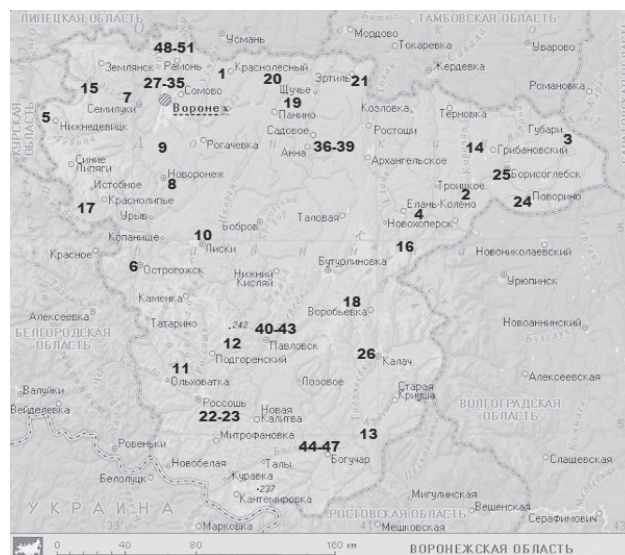 ЛИПЕЦКАЯ ОБЛАСТЬ
ТАМБОВСКАЯ ОБЛАСТЬ
Усмань
Мордово
Токаревка
Уварово
48-51
Землянск
Рамонь
1
Краснолесный
Жердевка
Романовка
15
27-35
Сомово
20
Эртиль
21
7
Семилуки
Воронеж
Щучье
19
Панино
Козловка
Терновка
5
Нижнедевицк
КУРСКАЯ ОБЛАСТЬ
Садовое
Ростоши
Губари
3
9
Рогачевка
Анна
36-39
14
Грибановский
Синие Липяги
Архангельское
25
Борисоглебск
Истобное
Нововоронеж
8
Троицкое
2
24
Поворино
17
Краснолипье
Урыв
Елань-Колено
4
Новохоперск
Бобров
Таловая
Копанище
10
Лиски
16
Новониколаевский
Красное
6
Острогожск
Нижний Кисляй
Бутурлиновка
Урюпинск
Каменка
18
Воробьевка
Алексеевка
БЕЛГОРОДСКАЯ ОБЛАСТЬ
Татарино
.242
40-43
Павловск
Новоаннинский
12
Подгоренский
26
Калач
11
Ольховатка
Лозовое
Алексеевская
Валуйки
Вейделевка
Россошь
22-23
Новая Калитва
Старая Криуша
ВОЛГОГРАДСКАЯ ОБЛАСТЬ
Митрофановка
13
44-47
Богучар
Ровеньки
Новобелая
Талы
Слащевская
Белолуцк
Журавка
.237
Кантемировка
Мигулинская
УКРАИНА
РОСТОВСКАЯ ОБЛАСТЬ
Вешенская
Серафимович
39°
Марковка
41
Мешковская
0 40 80 160 км
ВОРОНЕЖСКАЯ ОБЛАСТЬ